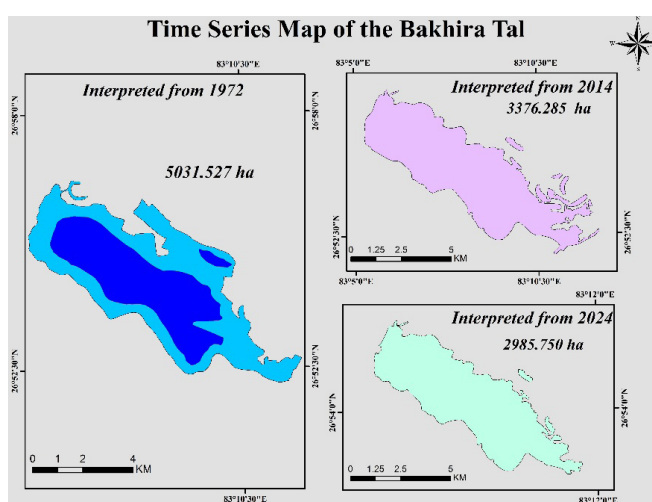 Time Series Map of the Bakhira Tal
N
W E
S
83°10'30"E
Interpreted from 1972
5031.527 ha
26°58'0"N
26°58'0"N
26°52'30"N
26°52'30"N
0 1 2 4
KM
83°10'30"E
83°5'0"E 83°10'30"E
Interpreted from 2014
3376.285 ha
26°52'30"N
26°52'30"N
0 1.25 2.5 5
KM
83°5'0"E 83°10'30"E
83°12'0"E
Interpreted from 2024
2985.750 ha
26°54'0"N
26°54'0"N
0 1.25 2.5 5
KM
83°12'0"E